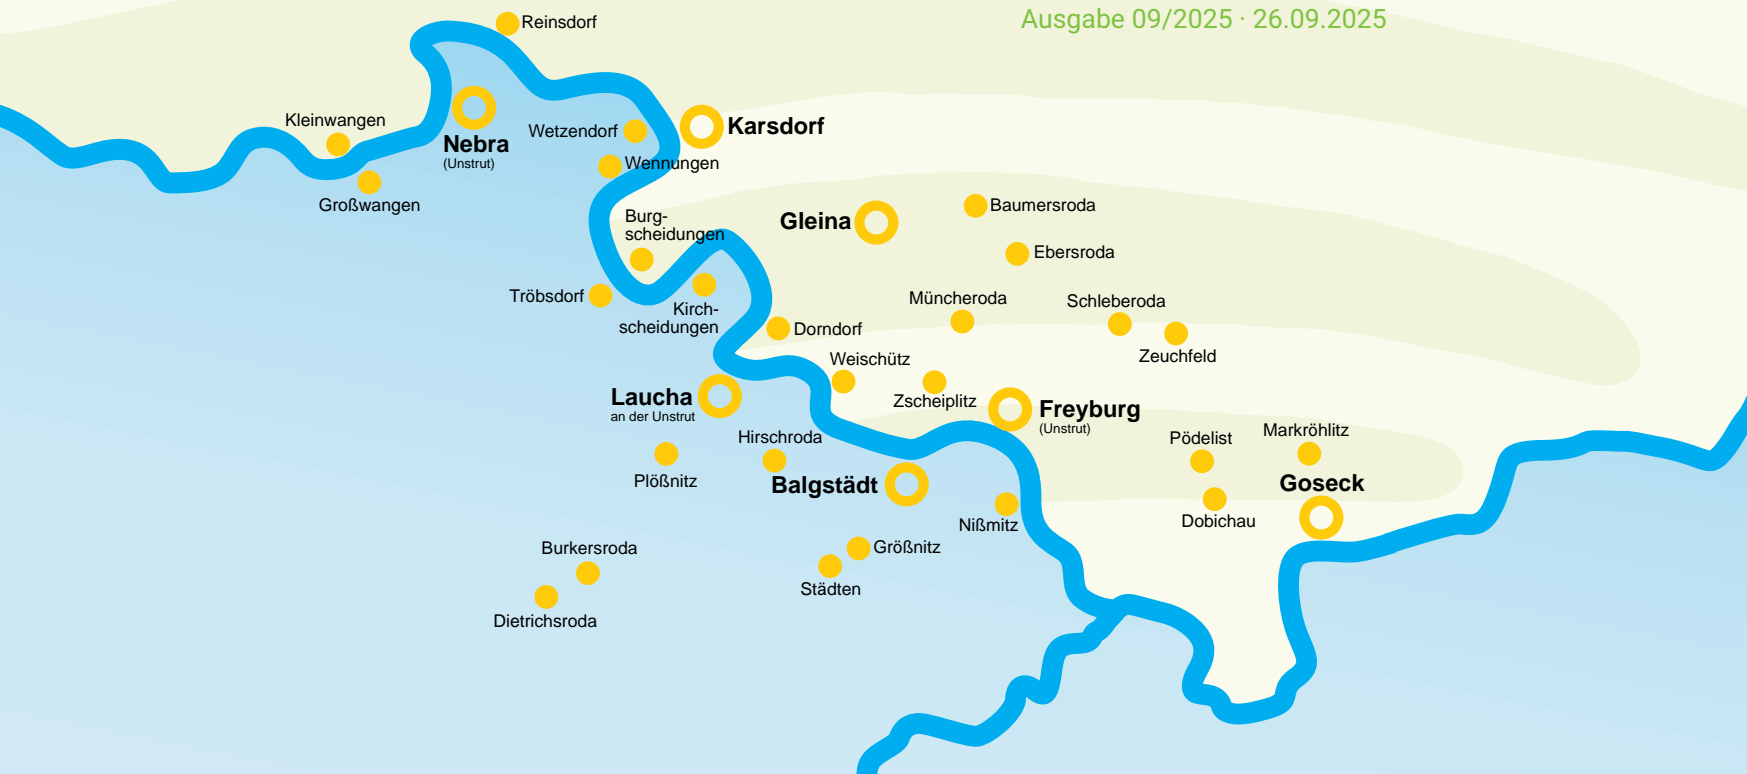 Ausgabe 09/2025 · 26.09.2025
Reinsdorf
Kleinwangen
Nebra
(Unstrut)
Wetzendorf
Karsdorf
Wennungen
Großwangen
Burg-
scheidungen
Gleina
Baumersroda
Ebersroda
Tröbsdorf
Kirch-
scheidungen
Müncheroda
Schleberoda
Dorndorf
Zeuchfeld
Weischütz
Laucha
an der Unstrut
Zscheiplitz
Freyburg
(Unstrut)
Hirschroda
Pödelist
Markröhlitz
Plößnitz
Balgstädt
Goseck
Nißmitz
Dobichau
Burkersroda
Größnitz
Städten
Dietrichsroda